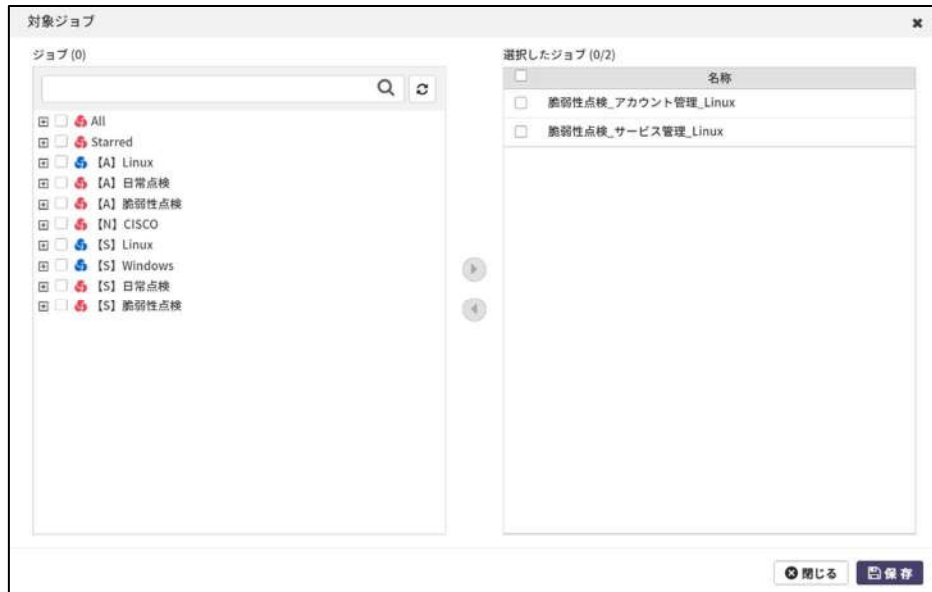 対象ジョブ
ジョブ (0)
All
Starred
【A】Linux
【A】日常点検
【A】脆弱性点検
【N】CISCO
【S】Linux
【S】Windows
【S】日常点検
【S】脆弱性点検
選択したジョブ (0/2)
名称
脆弱性点検_アカウント管理_Linux
脆弱性点検_サービス管理_Linux
閉じる
保存